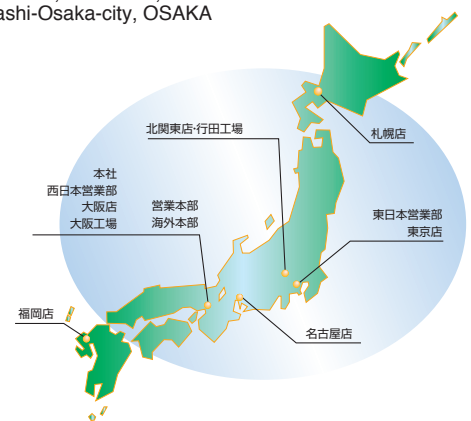 ashi-Osaka-city, OSAKA
札幌店
北関東店・行田工場
本社
西日本営業部
大阪店
大阪工場
営業本部
海外本部
東日本営業部
東京店
福岡店
名古屋店